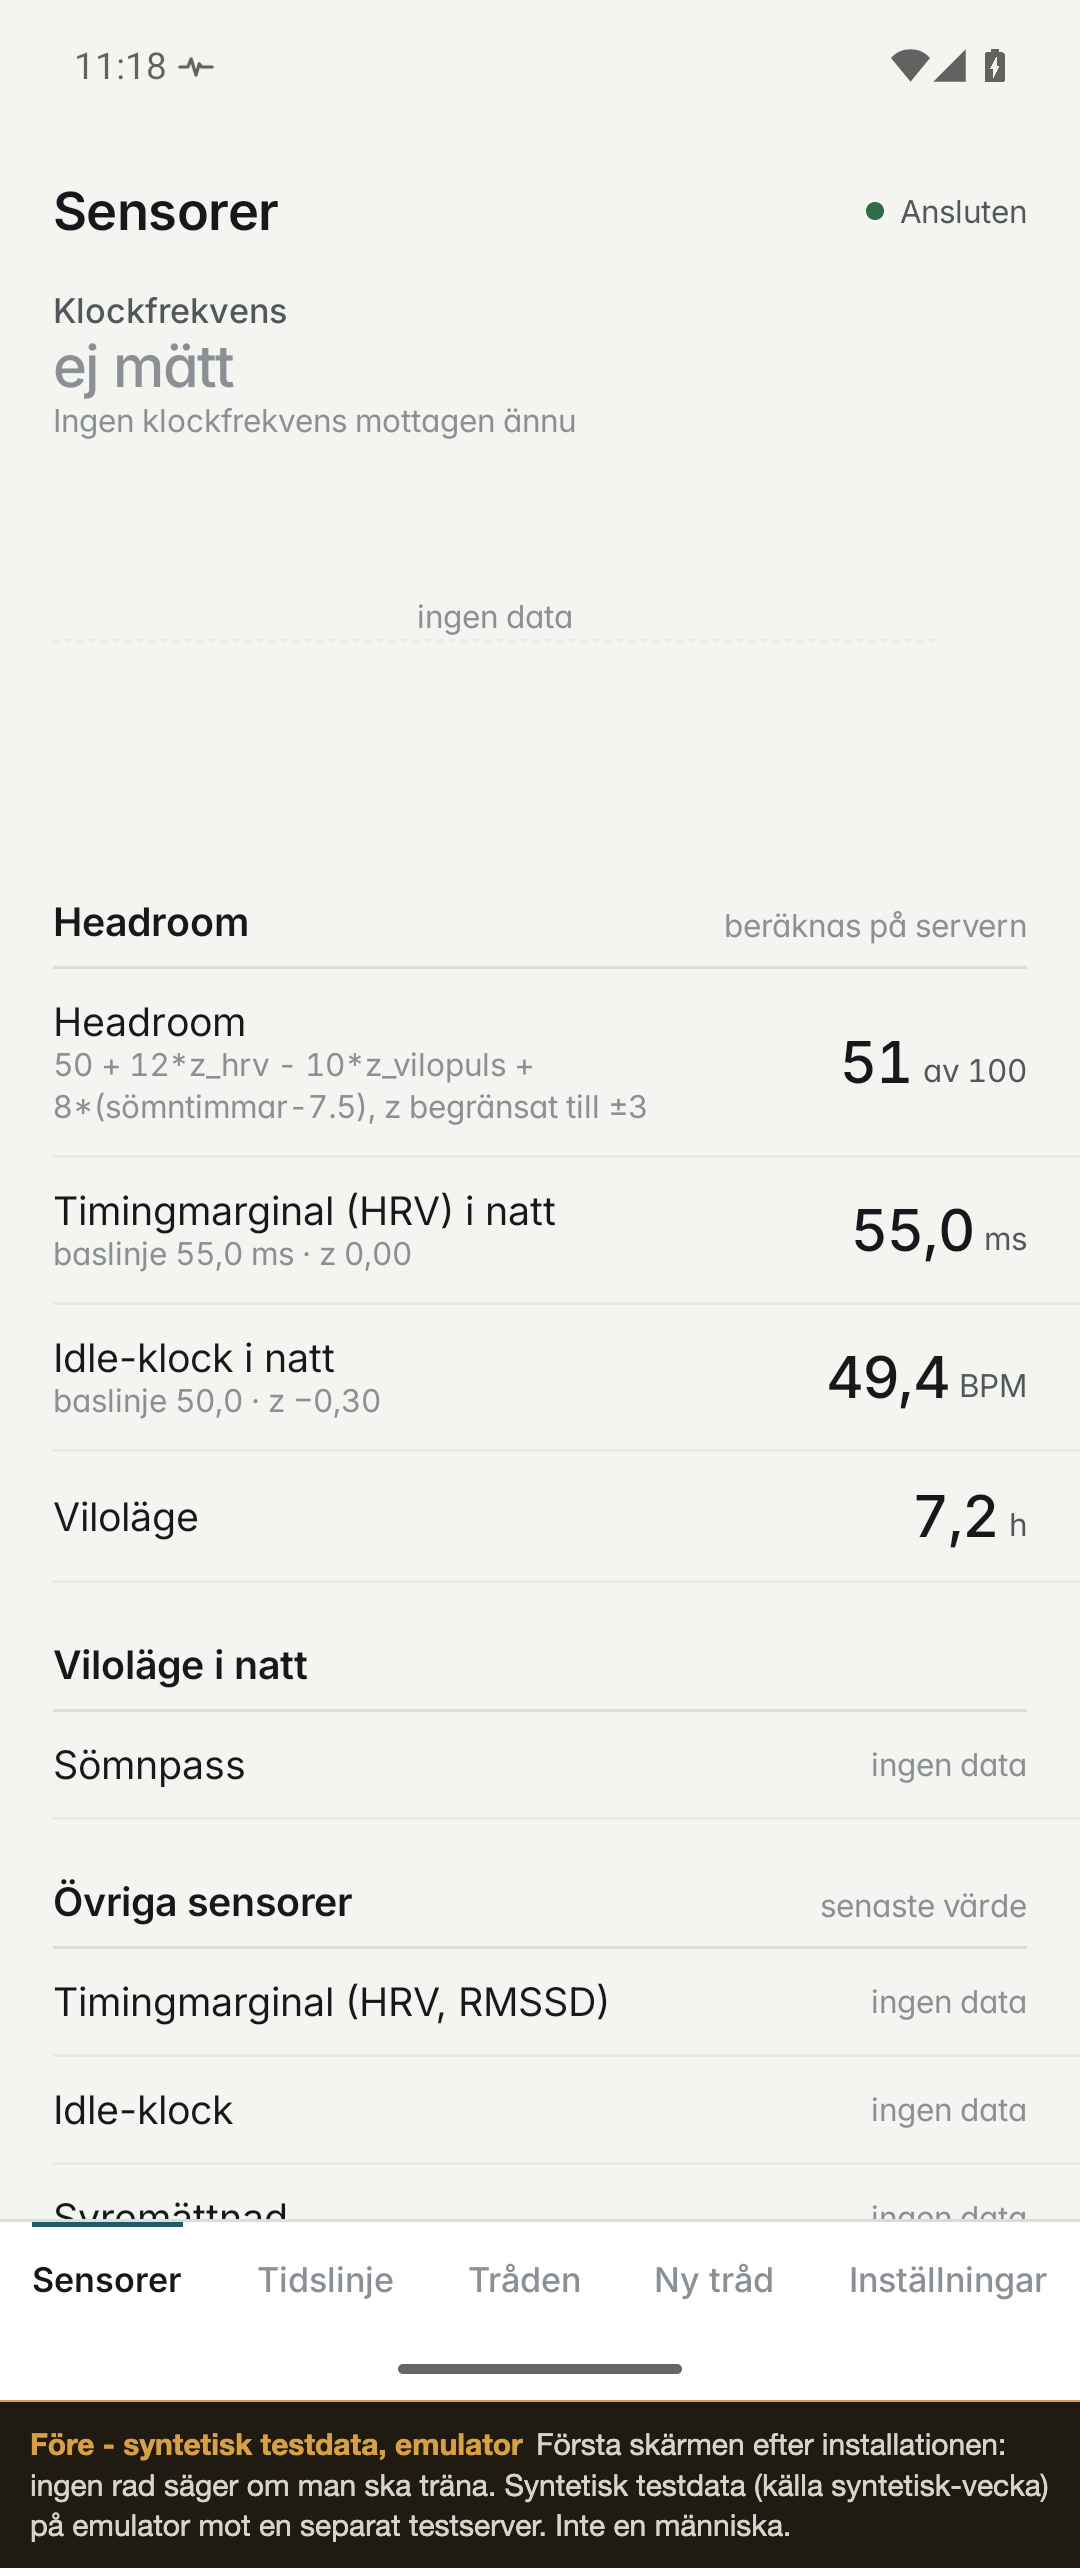 11:18
Sensorer
Ansluten
Klockfrekvens
ej mätt
Ingen klockfrekvens mottagen ännu
ingen data
Headroom
beräknas på servern
Headroom
50 + 12*z_hrv - 10*z_vilopuls +
8*(sömntimmar-7.5), z begränsat till ±3
51 av 100
Timingmarginal (HRV) i natt
baslinje 55,0 ms · z 0,00
55,0 ms
Idle-klock i natt
baslinje 50,0 · z −0,30
49,4 BPM
Viloläge
7,2 h
Viloläge i natt
Sömnpass
ingen data
Övriga sensorer
senaste värde
Timingmarginal (HRV, RMSSD)
ingen data
Idle-klock
ingen data
Syremättnad
ingen data
Sensorer
Tidslinje
Tråden
Ny tråd
Inställningar
Före - syntetisk testdata, emulator Första skärmen efter installationen:
ingen rad säger om man ska träna. Syntetisk testdata (källa syntetisk-vecka)
på emulator mot en separat testserver. Inte en människa.